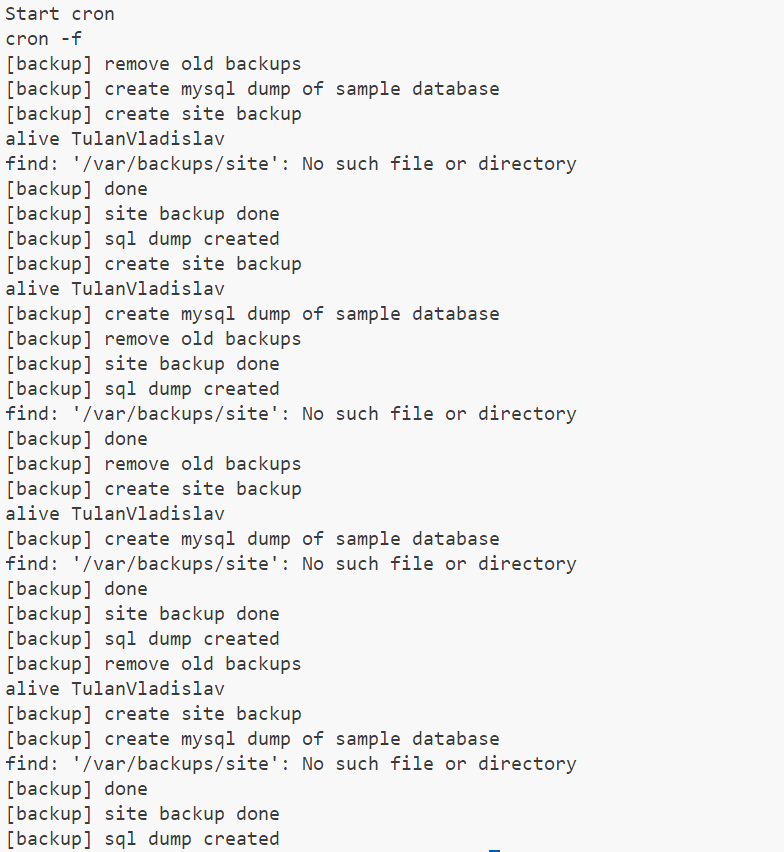 Start cron
cron -f
[backup] remove old backups
[backup] create mysql dump of sample database
[backup] create site backup
alive TulanVladislav
find: '/var/backups/site': No such file or directory
[backup] done
[backup] site backup done
[backup] sql dump created
[backup] create site backup
alive TulanVladislav
[backup] create mysql dump of sample database
[backup] remove old backups
[backup] site backup done
[backup] sql dump created
find: '/var/backups/site': No such file or directory
[backup] done
[backup] remove old backups
[backup] create site backup
alive TulanVladislav
[backup] create mysql dump of sample database
find: '/var/backups/site': No such file or directory
[backup] done
[backup] site backup done
[backup] sql dump created
[backup] remove old backups
alive TulanVladislav
[backup] create site backup
[backup] create mysql dump of sample database
find: '/var/backups/site': No such file or directory
[backup] done
[backup] site backup done
[backup] sql dump created